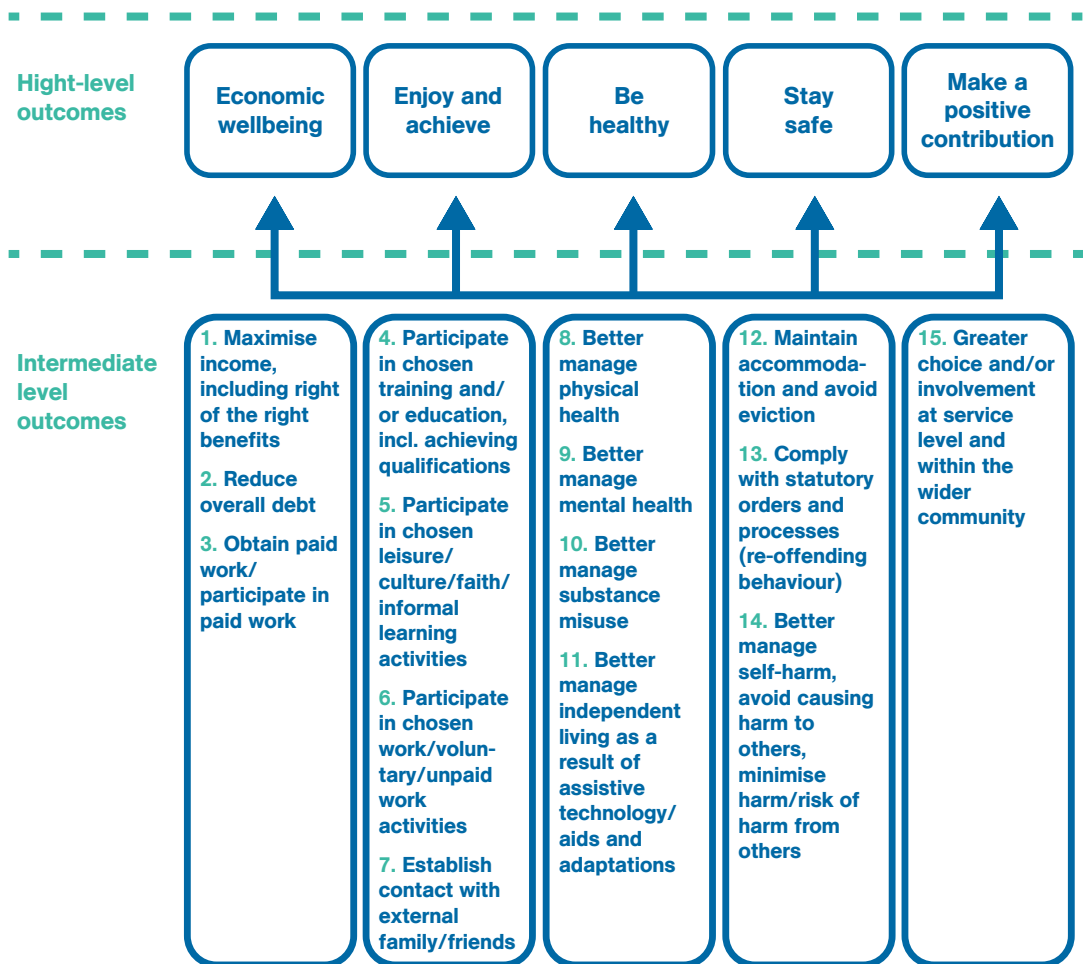 Hight-level
outcomes
Economic
wellbeing
Enjoy and
achieve
Be
healthy
Stay
safe
Make a
positive
contribution
Intermediate
level
outcomes
1. Maximise
income,
including right
of the right
benefits
2. Reduce
overall debt
3. Obtain paid
work/
participate in
paid work
4. Participate
in chosen
training and/
or education,
incl. achieving
qualifications
5. Participate
in chosen
leisure/
culture/faith/
informal
learning
activities
6. Participate
in chosen
work/volun-
tary/unpaid
work
activities
7. Establish
contact with
external
family/friends
8. Better
manage
physical
health
9. Better
manage
mental health
10. Better
manage
substance
misuse
11. Better
manage
independent
living as a
result of
assistive
technology/
aids and
adaptations
12. Maintain
accommoda-
tion and avoid
eviction
13. Comply
with statutory
orders and
processes
(re-offending
behaviour)
14. Better
manage
self-harm,
avoid causing
harm to
others,
minimise
harm/risk of
harm from
others
15. Greater
choice and/or
involvement
at service
level and
within the
wider
community